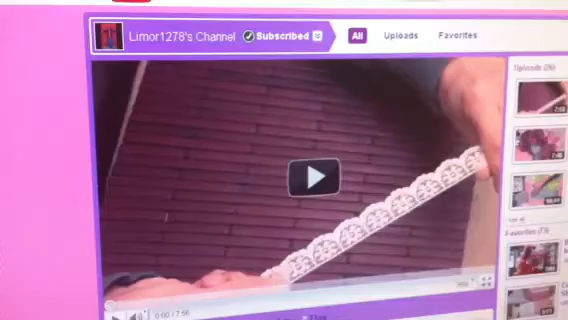 Limor1278's Channel Subscribed All Uploads Favorites
Uploads (26)
Favorites (73)
0:00 / 7:56